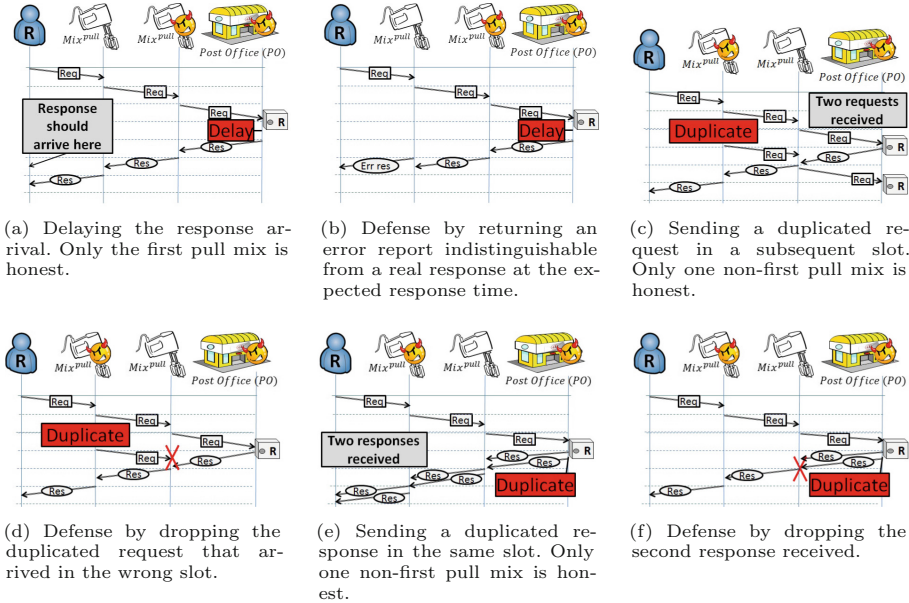 R
Mix^pull
Mix^pull
Post Office (PO)
Req
Req
Req
R
Response
should
arrive here
Delay
Res
Res
Res
(a) Delaying the response ar-
rival. Only the first pull mix is
honest.
R
Mix^pull
Mix^pull
Post Office (PO)
Req
Req
Req
R
Delay
Res
Res
Err res
(b) Defense by returning an
error report indistinguishable
from a real response at the ex-
pected response time.
R
Mix^pull
Mix^pull
Post Office (PO)
Req
Two requests
received
Req
Duplicate
Req
R
Req
Res
Res
Req
R
Res
(c) Sending a duplicated re-
quest in a subsequent slot.
Only one non-first pull mix is
honest.
R
Mix^pull
Mix^pull
Post Office (PO)
Req
Req
Duplicate
Req
R
Req
Res
Res
Res
(d) Defense by dropping the
duplicated request that ar-
rived in the wrong slot.
R
Mix^pull
Mix^pull
Post Office (PO)
Req
Req
Req
R
Two responses
received
Res
Res
Res
Res
Duplicate
Res
Res
(e) Sending a duplicated re-
sponse in the same slot. Only
one non-first pull mix is hon-
est.
R
Mix^pull
Mix^pull
Post Office (PO)
Req
Req
Req
R
Res
Res
Res
Duplicate
Res
(f) Defense by dropping the
second response received.